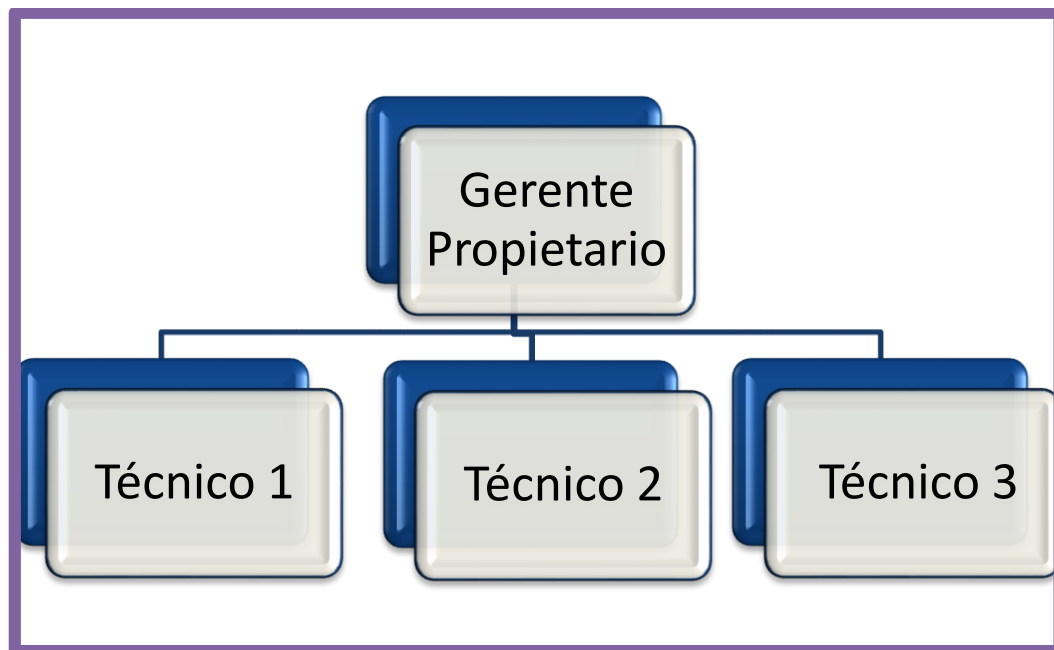 Gerente
Propietario
Técnico 1
Técnico 2
Técnico 3